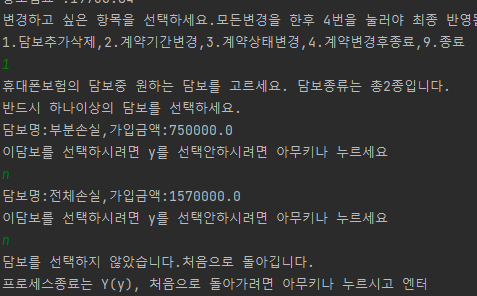 변경하고 싶은 항목을 선택하세요.모든변경을 한후 4번을 눌러야 최종 반영됨
1.담보추가삭제,2.계약기간변경,3.계약상태변경,4.계약변경후종료,9.종료
1
휴대폰보험의 담보중 원하는 담보를 고르세요. 담보종류는 총2종입니다.
반드시 하나이상의 담보를 선택하세요.
담보명:부분손실,가입금액:750000.0
이담보를 선택하시려면 y를 선택안하시려면 아무키나 누르세요
n
담보명:전체손실,가입금액:1570000.0
이담보를 선택하시려면 y를 선택안하시려면 아무키나 누르세요
n
담보를 선택하지 않았습니다.처음으로 돌아깁니다.
프로세스종료는 Y(y), 처음으로 돌아가려면 아무키나 누르시고 엔터